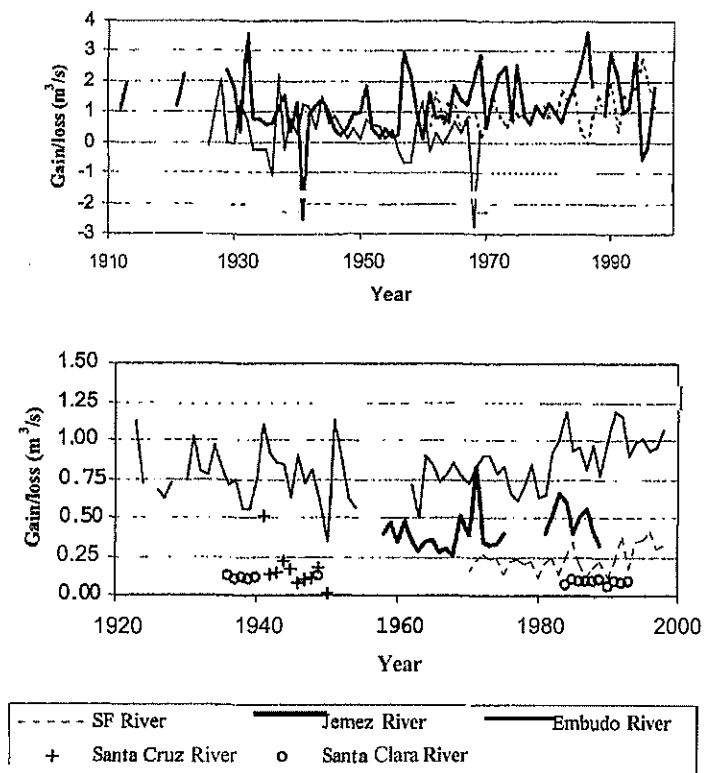 4
3
2
1
0
-1
-2
-3
Gain/loss (m³/s)
1910 1930 1950 1970 1990
Year
1.50
1.25
1.00
0.75
0.50
0.25
0.00
Gain/loss (m³/s)
1920 1940 1960 1980 2000
Year
SF River Jemez River Embudo River
Santa Cruz River Santa Clara River